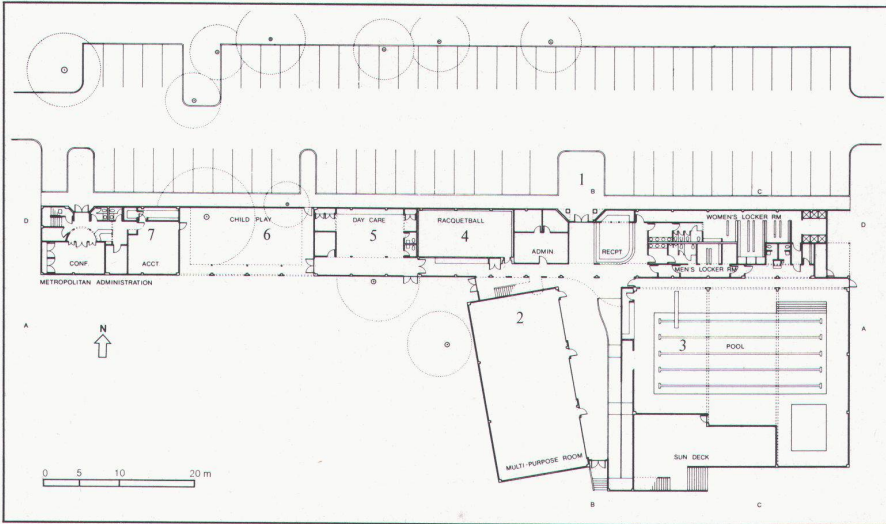 1
B
C
D
CHILD PLAY
DAY CARE
RACQUETBALL
WOMEN'S LOCKER RM
D
7
6
5
4
ADMIN
RECPT
CONF.
ACCT
MEN'S LOCKER RM
METROPOLITAN ADMINISTRATION
2
A
N
3
POOL
A
MULTI-PURPOSE ROOM
SUN DECK
0 5 10 20 m
B
C